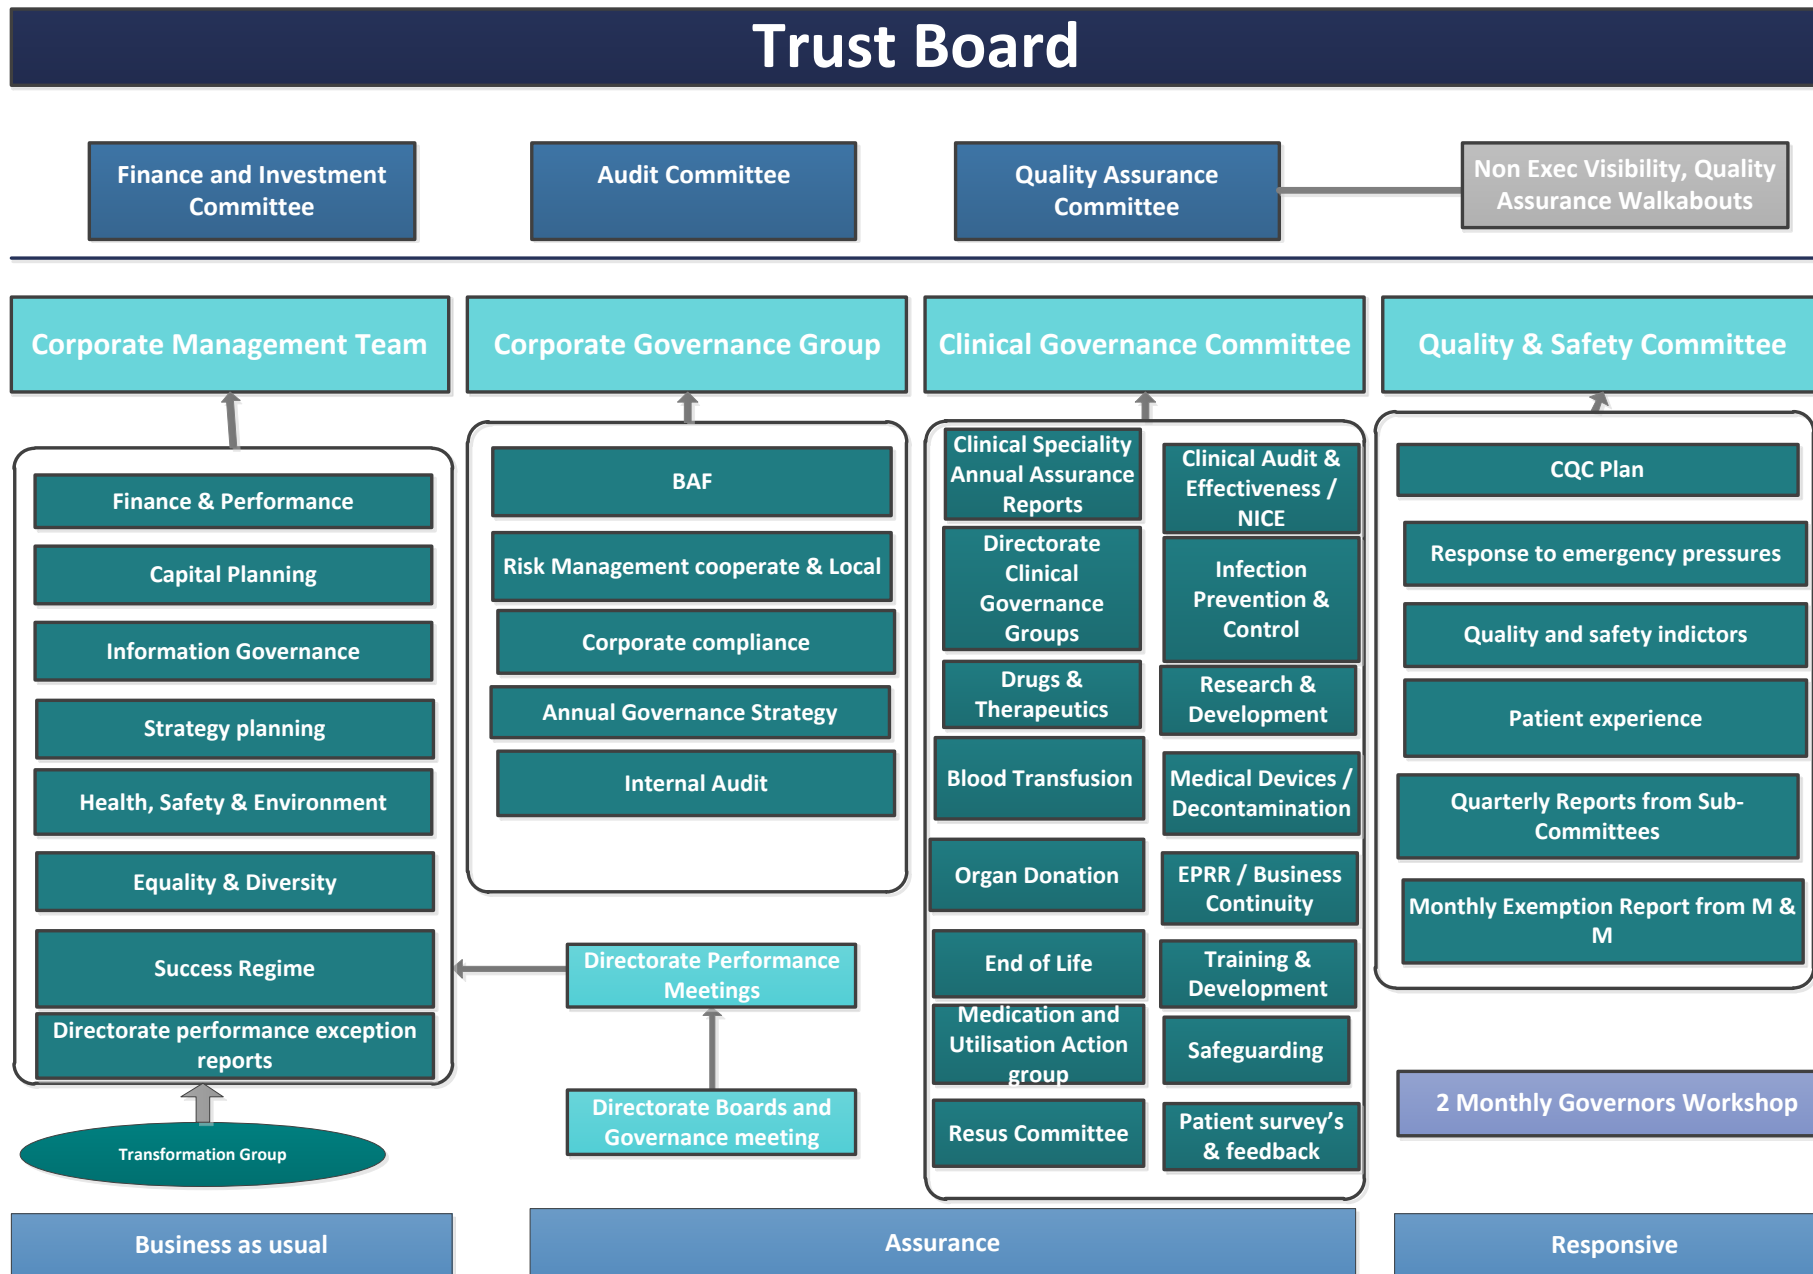 Trust Board
Finance and Investment
Committee
Audit Committee
Quality Assurance
Committee
Non Exec Visibility, Quality
Assurance Walkabouts
Corporate Management Team
Corporate Governance Group
Clinical Governance Committee
Quality & Safety Committee
Finance & Performance
Capital Planning
Information Governance
Strategy planning
Health, Safety & Environment
Equality & Diversity
Success Regime
Directorate performance exception
reports
Transformation Group
BAF
Risk Management cooperate & Local
Corporate compliance
Annual Governance Strategy
Internal Audit
Directorate Performance
Meetings
Directorate Boards and
Governance meeting
Clinical Speciality
Annual Assurance
Reports
Directorate
Clinical
Governance
Groups
Drugs &
Therapeutics
Blood Transfusion
Organ Donation
End of Life
Medication and
Utilisation Action
group
Resus Committee
Clinical Audit &
Effectiveness /
NICE
Infection
Prevention &
Control
Research &
Development
Medical Devices /
Decontamination
EPRR / Business
Continuity
Training &
Development
Safeguarding
Patient survey's
& feedback
CQC Plan
Response to emergency pressures
Quality and safety indictors
Patient experience
Quarterly Reports from Sub-
Committees
Monthly Exemption Report from M &
M
2 Monthly Governors Workshop
Business as usual
Assurance
Responsive